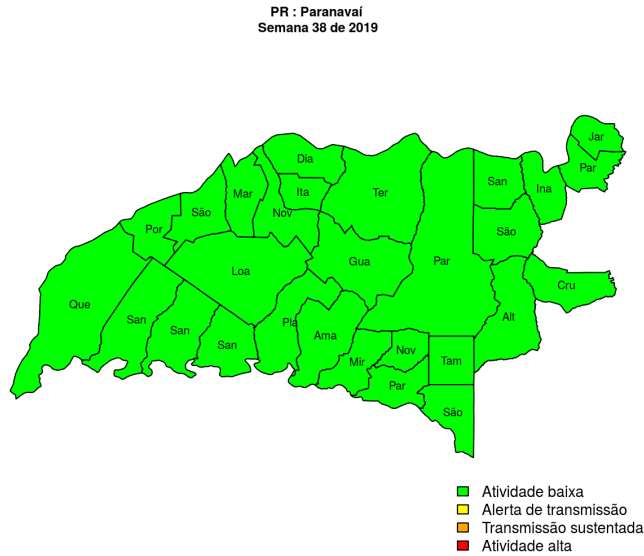 PR : Paranavaí
Semana 38 de 2019
Jar
Par
Dia
Ter
San
Ina
Mar
Ita
São
Nov
Por
São
Loa
Gua
Par
Cru
Que
San
San
San
Pla
Ama
Alt
Mir
Nov
Tam
Par
São
Atividade baixa
Alerta de transmissão
Transmissão sustentada
Atividade alta